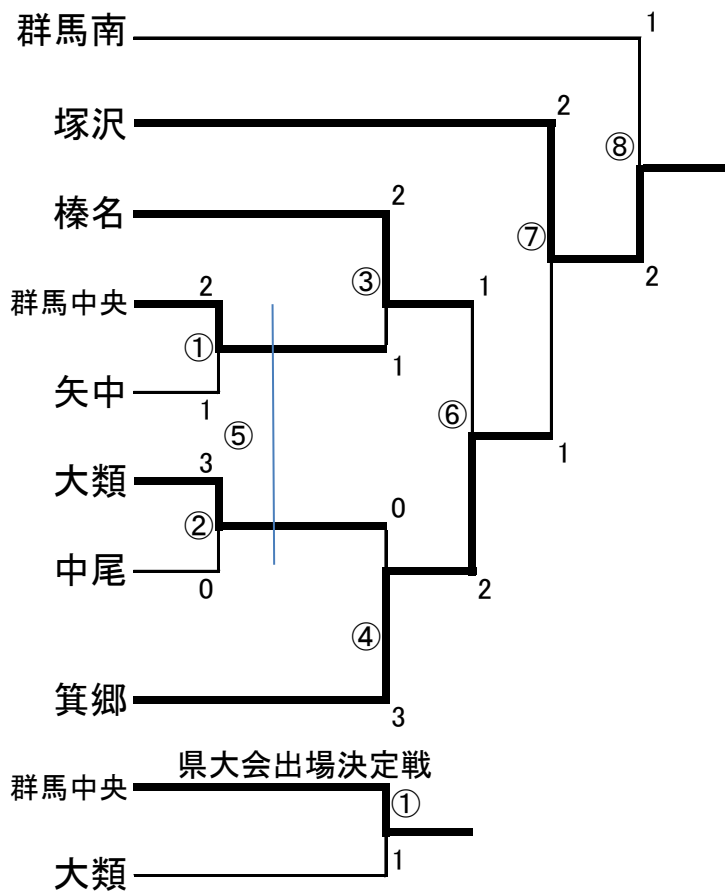 群馬南 1
塚沢 2
⑧
榛名 2
⑦
2
③
群馬中央 2 1
①
1
矢中 1
⑥
⑤
1
大類 3
0
②
中尾 0
2
④
箕郷 3
県大会出場決定戦
群馬中央
①
1
大類